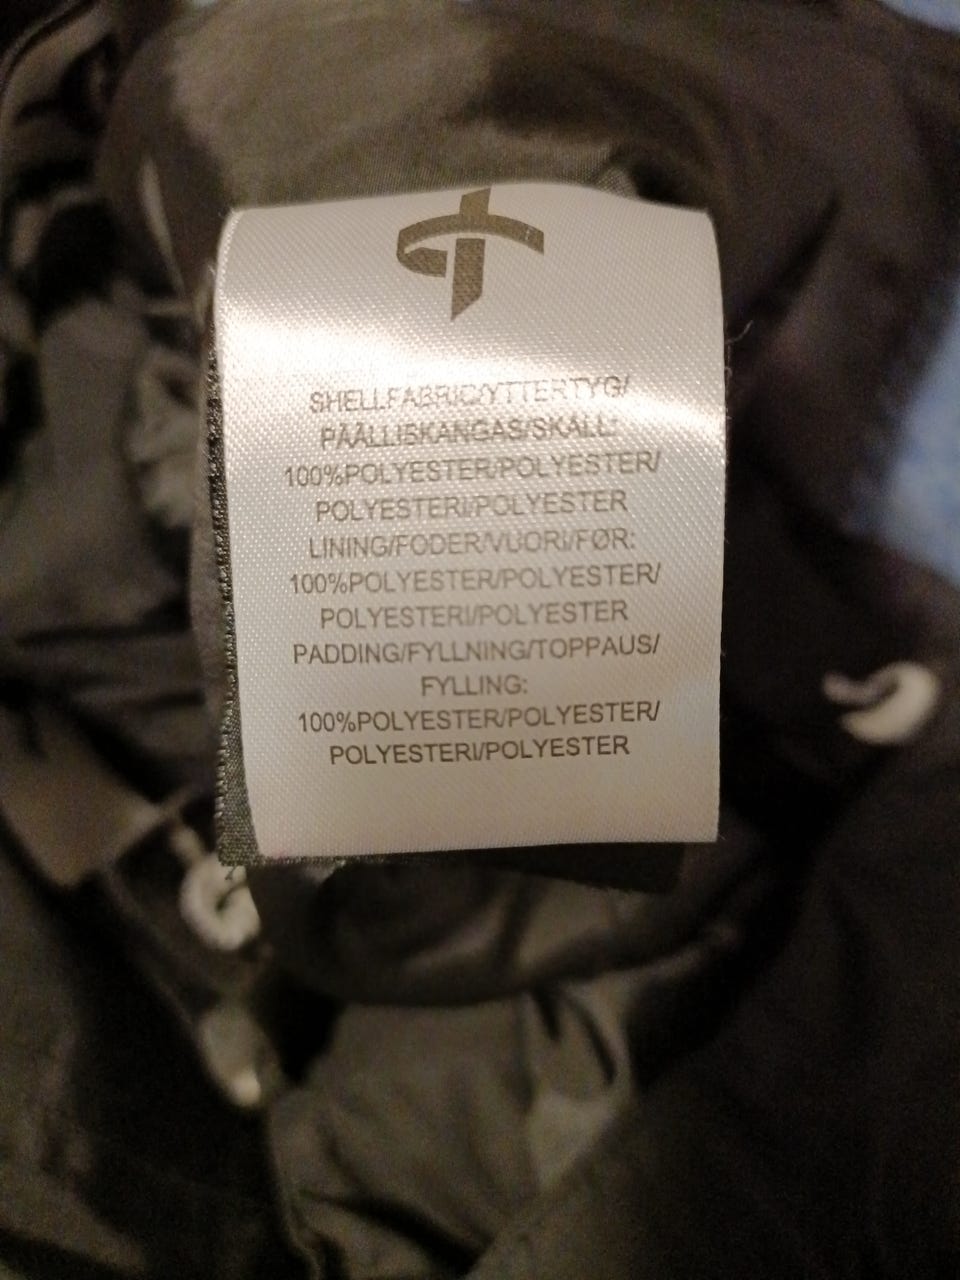 SHELLFABRIC/YTTERTYG/
PÄÄLLISKANGAS/SKALL:
100%POLYESTER/POLYESTER/
POLYESTERI/POLYESTER
LINING/FODER/VUORI/FØR:
100%POLYESTER/POLYESTER/
POLYESTERI/POLYESTER
PADDING/FYLLNING/TOPPAUS/
FYLLING:
100%POLYESTER/POLYESTER/
POLYESTERI/POLYESTER